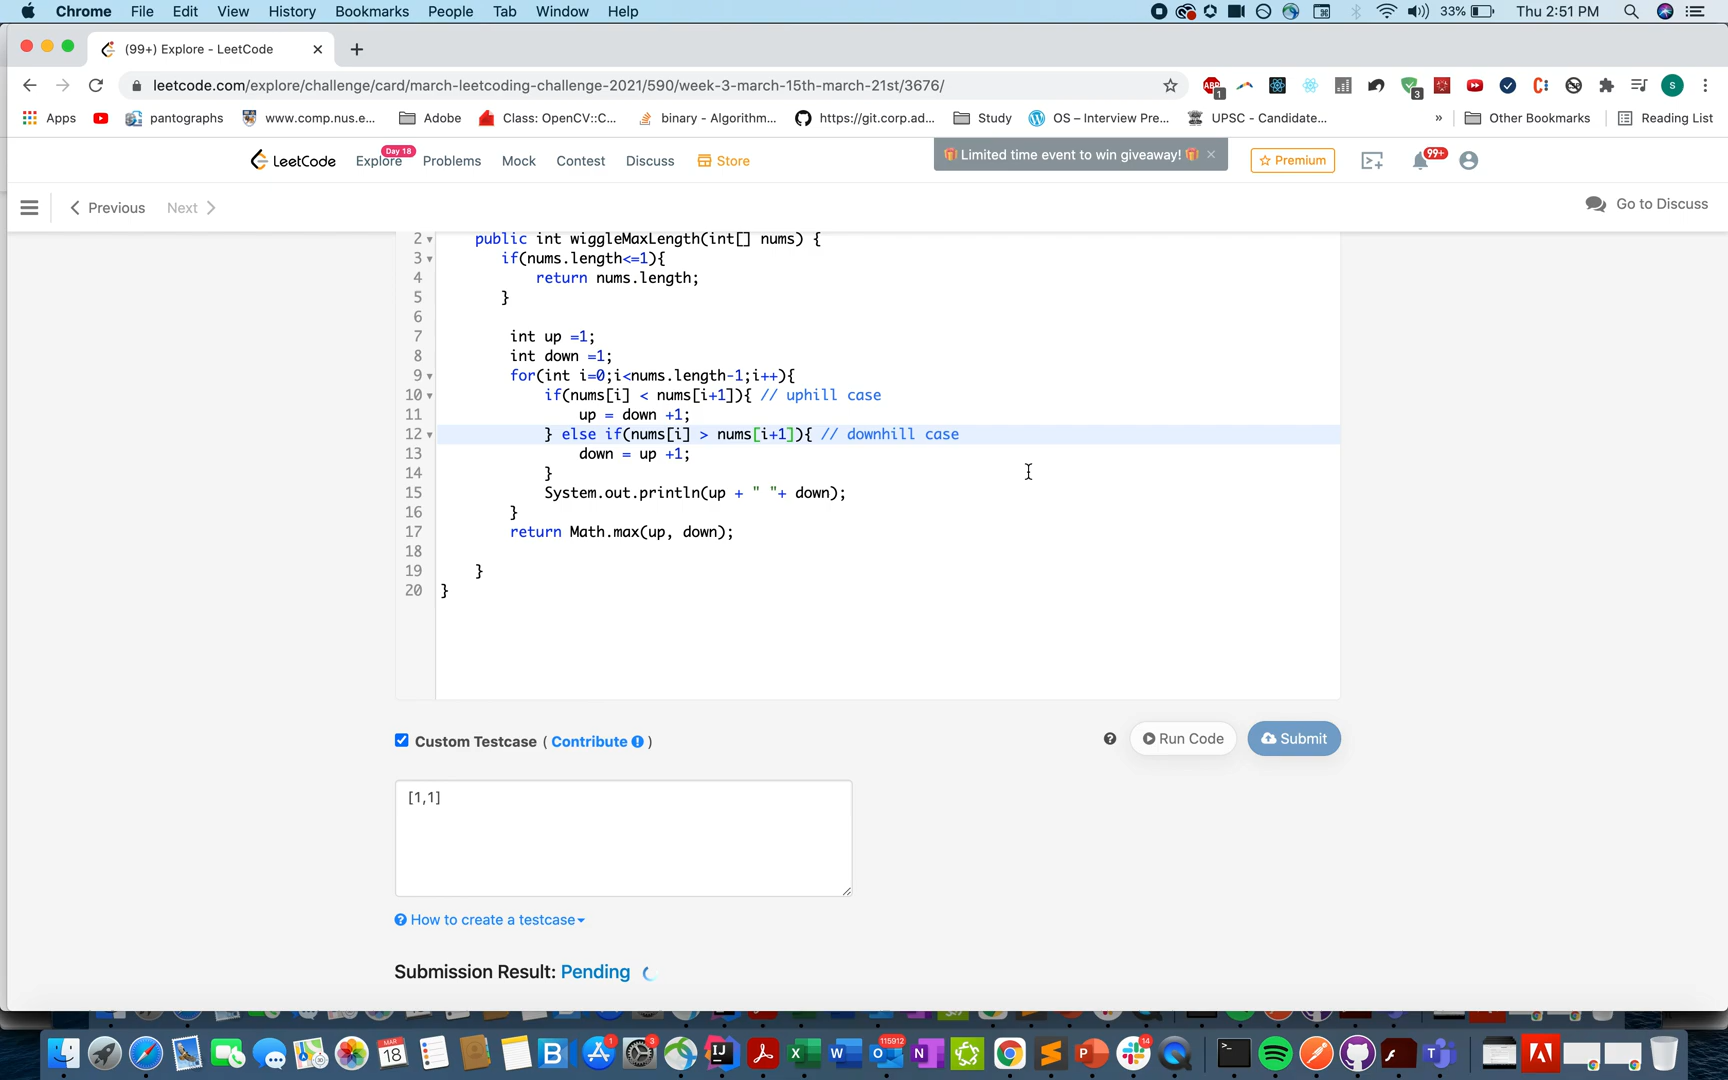 Chrome File Edit View History Bookmarks People Tab Window Help 33% Thu 2:51 PM
(99+) Explore - LeetCode
leetcode.com/explore/challenge/card/march-leetcoding-challenge-2021/590/week-3-march-15th-march-21st/3676/
Apps pantographs www.comp.nus.e... Adobe Class: OpenCV::C... binary - Algorithm... https://git.corp.ad... Study OS – Interview Pre... UPSC - Candidate... » Other Bookmarks Reading List
LeetCode Explore Day 18 Problems Mock Contest Discuss Store Limited time event to win giveaway! Premium 99+
Previous Next Go to Discuss
2 public int wiggleMaxLength(int[] nums) {
3 if(nums.length<=1){
4 return nums.length;
5 }
6
7 int up =1;
8 int down =1;
9 for(int i=0;i<nums.length-1;i++){
10 if(nums[i] < nums[i+1]){ // uphill case
11 up = down +1;
12 } else if(nums[i] > nums[i+1]){ // downhill case
13 down = up +1;
14 }
15 System.out.println(up + " "+ down);
16 }
17 return Math.max(up, down);
18
19 }
20 }
Custom Testcase ( Contribute ) Run Code Submit
[1,1]
How to create a testcase
Submission Result: Pending